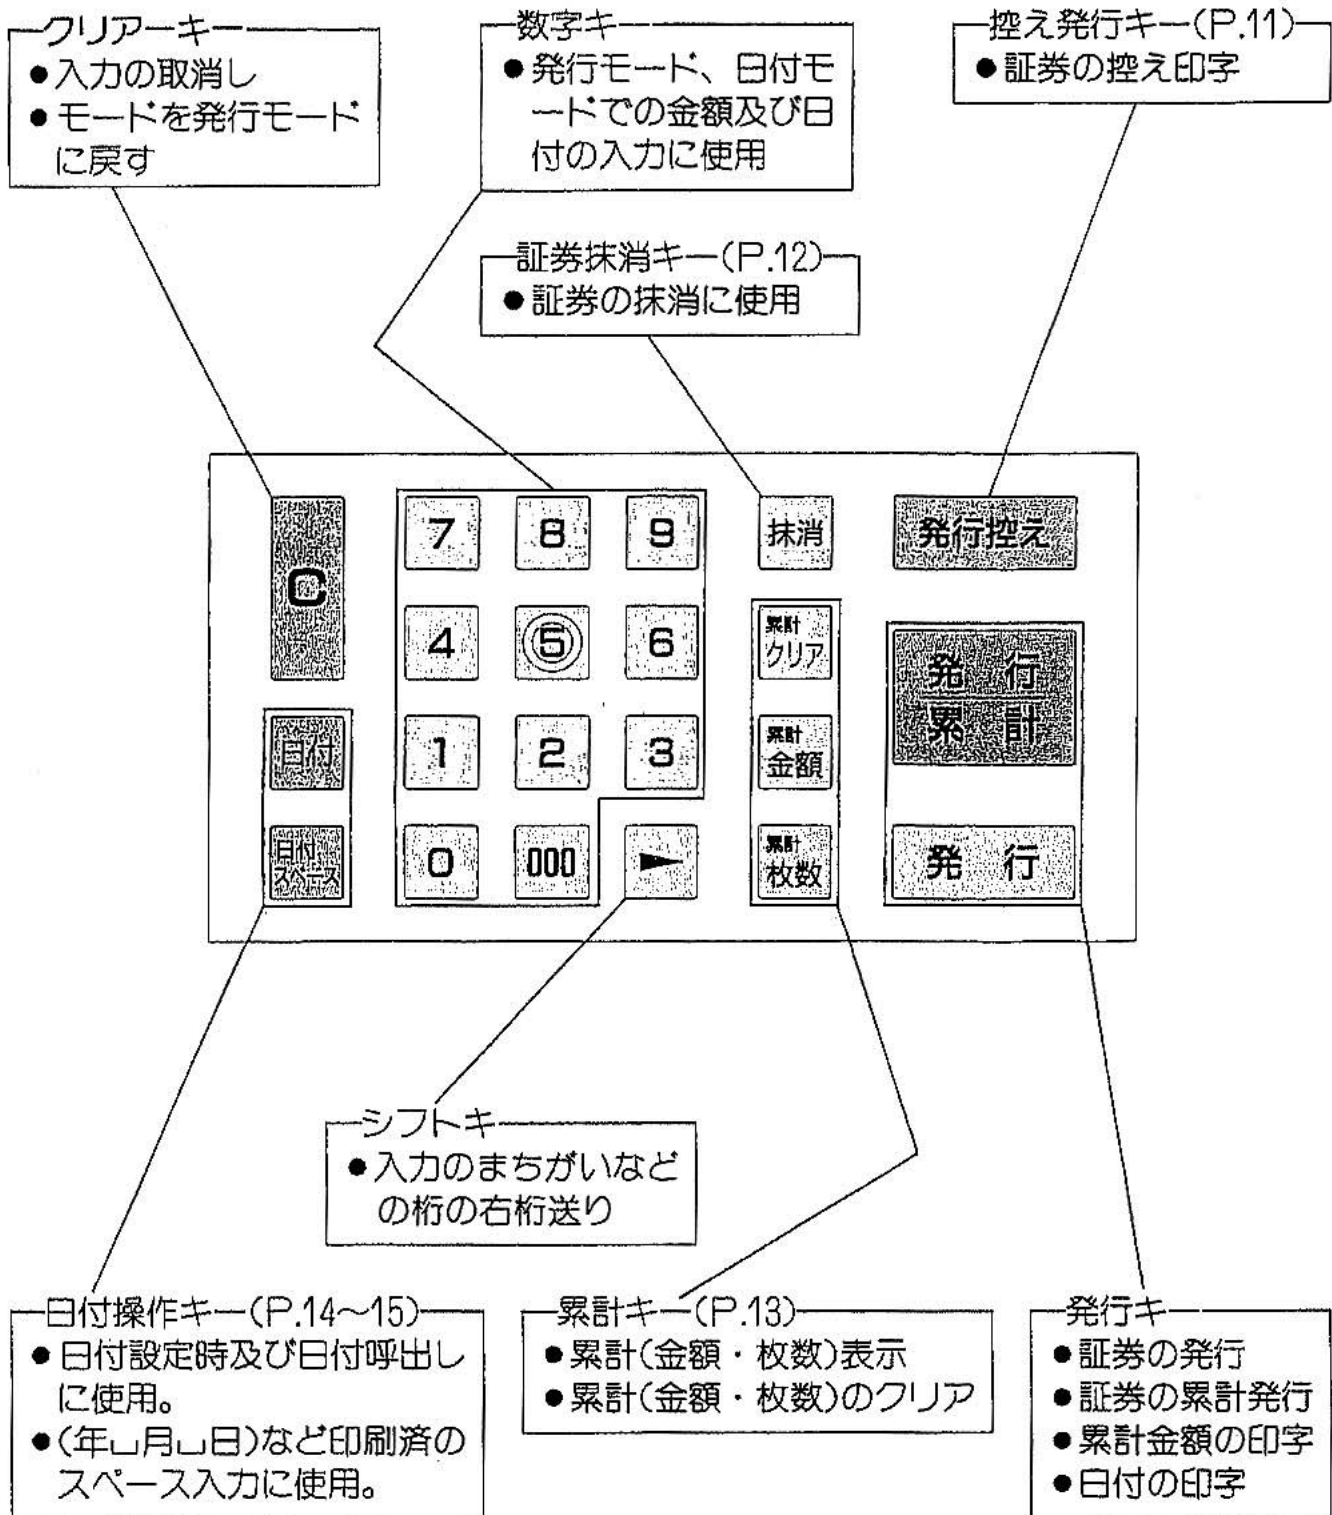 クリアーキー
●入力の取消し
●モードを発行モード
に戻す
数字キー
●発行モード、日付モ
ードでの金額及び日
付の入力に使用
控え発行キー(P.11)
●証券の控え印字
証券抹消キー(P.12)
●証券の抹消に使用
C
7 8 9
抹消
発行控え
4 5 6
累計
クリア
発行
累計
日付
1 2 3
累計
金額
日付
スペース
0 000 ►
累計
枚数
発行
シフトキー
●入力のまちがいなど
の桁の右桁送り
日付操作キー(P.14～15)
●日付設定時及び日付呼出し
に使用。
●(年␣月␣日)など印刷済の
スペース入力に使用。
累計キー(P.13)
●累計(金額・枚数)表示
●累計(金額・枚数)のクリア
発行キー
●証券の発行
●証券の累計発行
●累計金額の印字
●日付の印字